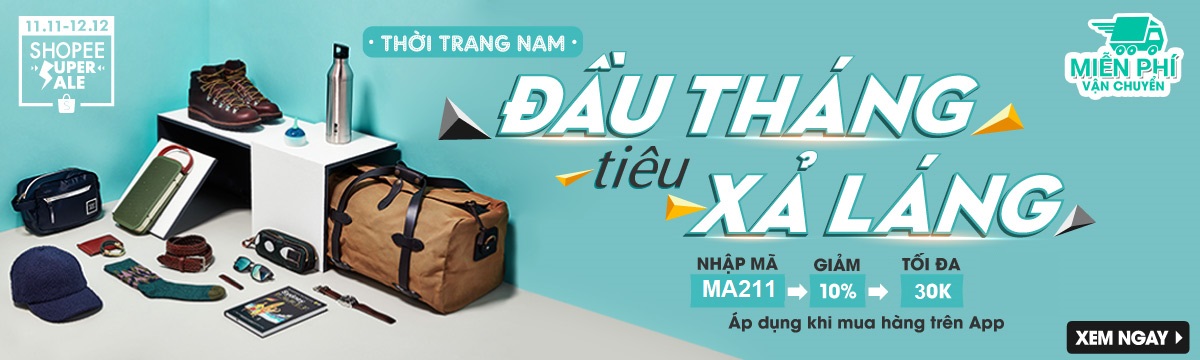 11.11-12.12
SHOPEE
SUPER
SALE
• THỜI TRANG NAM •
MIỄN PHÍ
VẬN CHUYỂN
ĐẦU THÁNG
tiêu
XẢ LÁNG
NHẬP MÃ GIẢM TỐI ĐA
MA211 10% 30K
Áp dụng khi mua hàng trên App
XEM NGAY